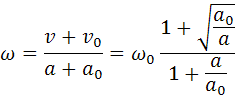 ω = (v + v₀)/(a + a₀) = ω₀ (1 + √(a₀/a))/(1 + a/a₀)